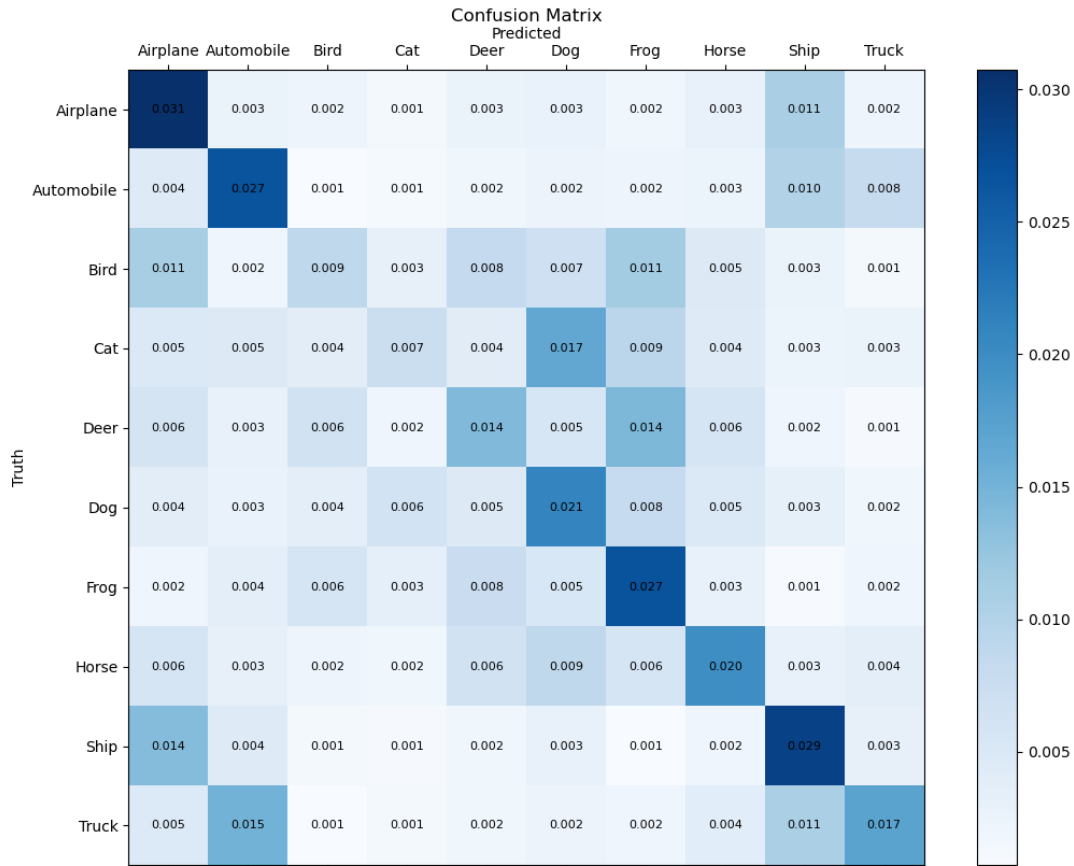 Confusion Matrix
Predicted
Airplane Automobile Bird Cat Deer Dog Frog Horse Ship Truck
Airplane 0.031 0.003 0.002 0.001 0.003 0.003 0.002 0.003 0.011 0.002
Automobile 0.004 0.027 0.001 0.001 0.002 0.002 0.002 0.003 0.010 0.008
Bird 0.011 0.002 0.009 0.003 0.008 0.007 0.011 0.005 0.003 0.001
Cat 0.005 0.005 0.004 0.007 0.004 0.017 0.009 0.004 0.003 0.003
Deer 0.006 0.003 0.006 0.002 0.014 0.005 0.014 0.006 0.002 0.001
Dog 0.004 0.003 0.004 0.006 0.005 0.021 0.008 0.005 0.003 0.002
Frog 0.002 0.004 0.006 0.003 0.008 0.005 0.027 0.003 0.001 0.002
Horse 0.006 0.003 0.002 0.002 0.006 0.009 0.006 0.020 0.003 0.004
Ship 0.014 0.004 0.001 0.001 0.002 0.003 0.001 0.002 0.029 0.003
Truck 0.005 0.015 0.001 0.001 0.002 0.002 0.002 0.004 0.011 0.017
Truth
0.030
0.025
0.020
0.015
0.010
0.005